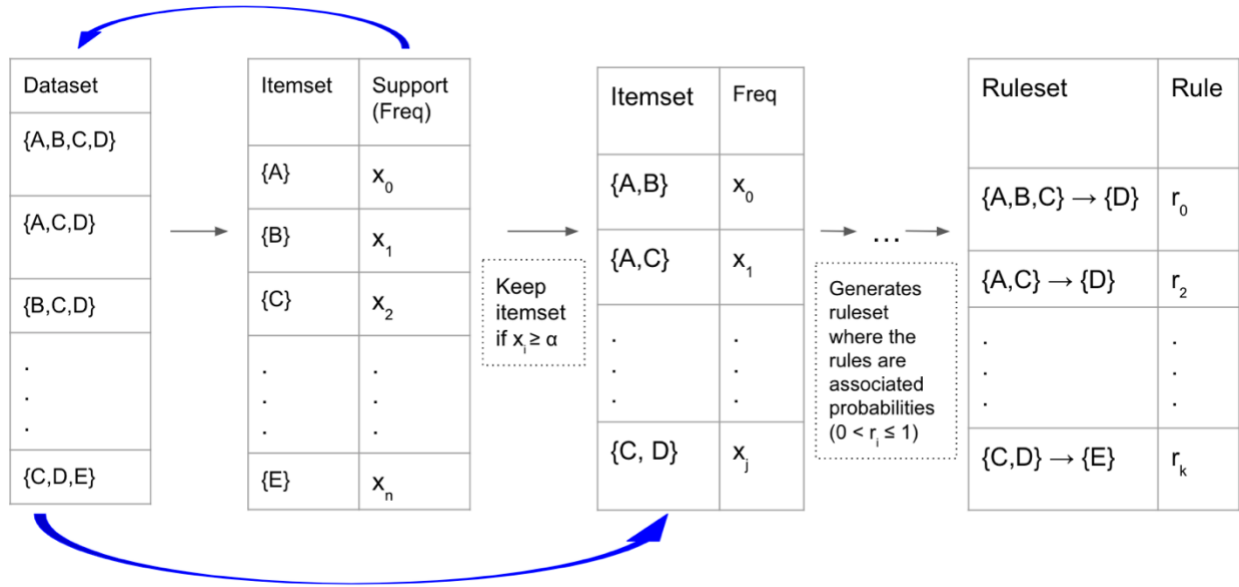 Dataset
{A,B,C,D}
{A,C,D}
{B,C,D}
.
.
.
{C,D,E}
Itemset
Support
(Freq)
{A}
x₀
{B}
x₁
{C}
x₂
.
.
.
.
.
.
{E}
xₙ
Keep
itemset
if xᵢ ≥ α
Itemset
Freq
{A,B}
x₀
{A,C}
x₁
.
.
.
.
.
.
{C, D}
xⱼ
...
Generates
ruleset
where the
rules are
associated
probabilities
(0 < rᵢ ≤ 1)
Ruleset
Rule
{A,B,C} → {D}
r₀
{A,C} → {D}
r₂
.
.
.
.
.
.
{C,D} → {E}
rₖ